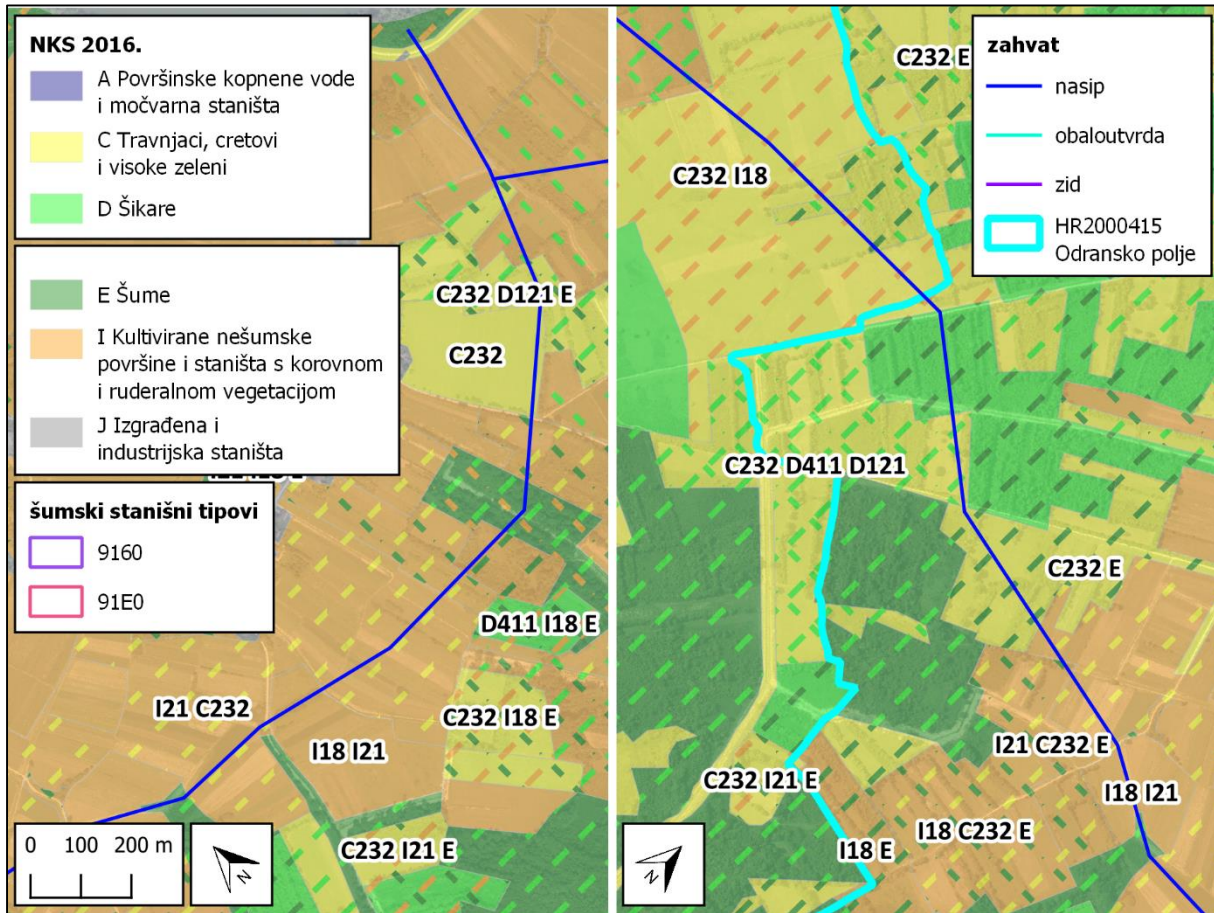 NKS 2016.
A Površinske kopnene vode
i močvarna staništa
C Travnjaci, cretovi
i visoke zeleni
D Šikare
E Šume
I Kultivirane nešumske
površine i staništa s korovnom
i ruderalnom vegetacijom
J Izgrađena i
industrijska staništa
šumski stanišni tipovi
9160
91E0
C232 D121 E
C232
D411 I18 E
I21 C232
C232 I18 E
I18 I21
C232 I21 E
0 100 200 m
N
zahvat
nasip
obaloutvrda
zid
HR2000415
Odransko polje
C232 E
C232 I18
C232 D411 D121
C232 E
I21 C232 E
C232 I21 E
I18 I21
I18 C232 E
I18 E
N